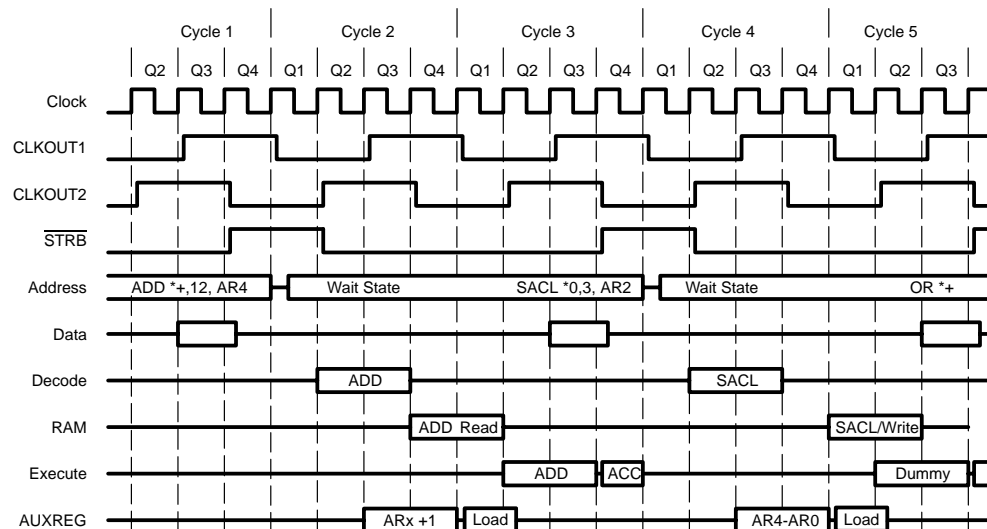 Cycle 1 Cycle 2 Cycle 3 Cycle 4 Cycle 5
Q2 Q3 Q4 Q1 Q2 Q3 Q4 Q1 Q2 Q3 Q4 Q1 Q2 Q3 Q4 Q1 Q2 Q3
Clock
CLKOUT1
CLKOUT2
STRB
Address ADD *+,12, AR4 Wait State SACL *0,3, AR2 Wait State OR *+
Data
Decode ADD SACL
RAM ADD Read SACL/Write
Execute ADD ACC Dummy
AUXREG ARx +1 Load AR4-AR0 Load